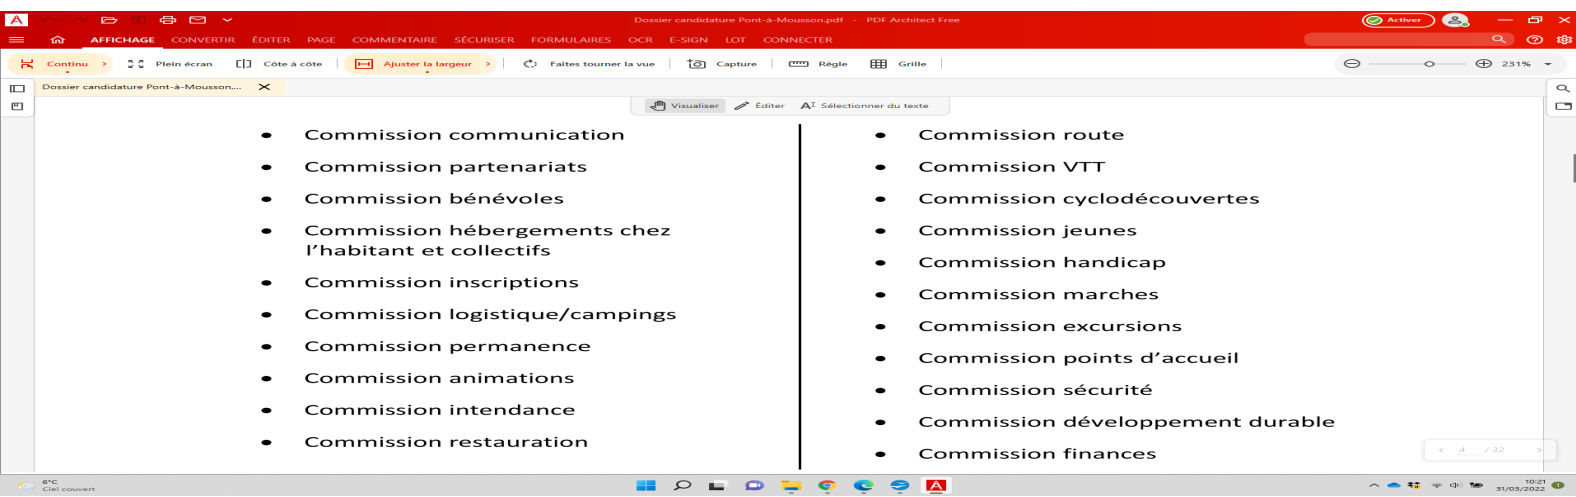 Dossier candidature Pont-à-Mousson.pdf - PDF Architect Free
Activer
AFFICHAGE CONVERTIR ÉDITER PAGE COMMENTAIRE SÉCURISER FORMULAIRES OCR E-SIGN LOT CONNECTER
Continu > Plein écran Côte à côte Ajuster la largeur > Faites tourner la vue Capture Règle Grille 231%
Dossier candidature Pont-à-Mousson.... X
Visualiser Éditer Sélectionner du texte
• Commission communication
• Commission partenariats
• Commission bénévoles
• Commission hébergements chez
l'habitant et collectifs
• Commission inscriptions
• Commission logistique/campings
• Commission permanence
• Commission animations
• Commission intendance
• Commission restauration
• Commission route
• Commission VTT
• Commission cyclodécouvertes
• Commission jeunes
• Commission handicap
• Commission marches
• Commission excursions
• Commission points d'accueil
• Commission sécurité
• Commission développement durable
• Commission finances
< 4 / 32 >
6°C
Ciel couvert
10:21
31/03/2022